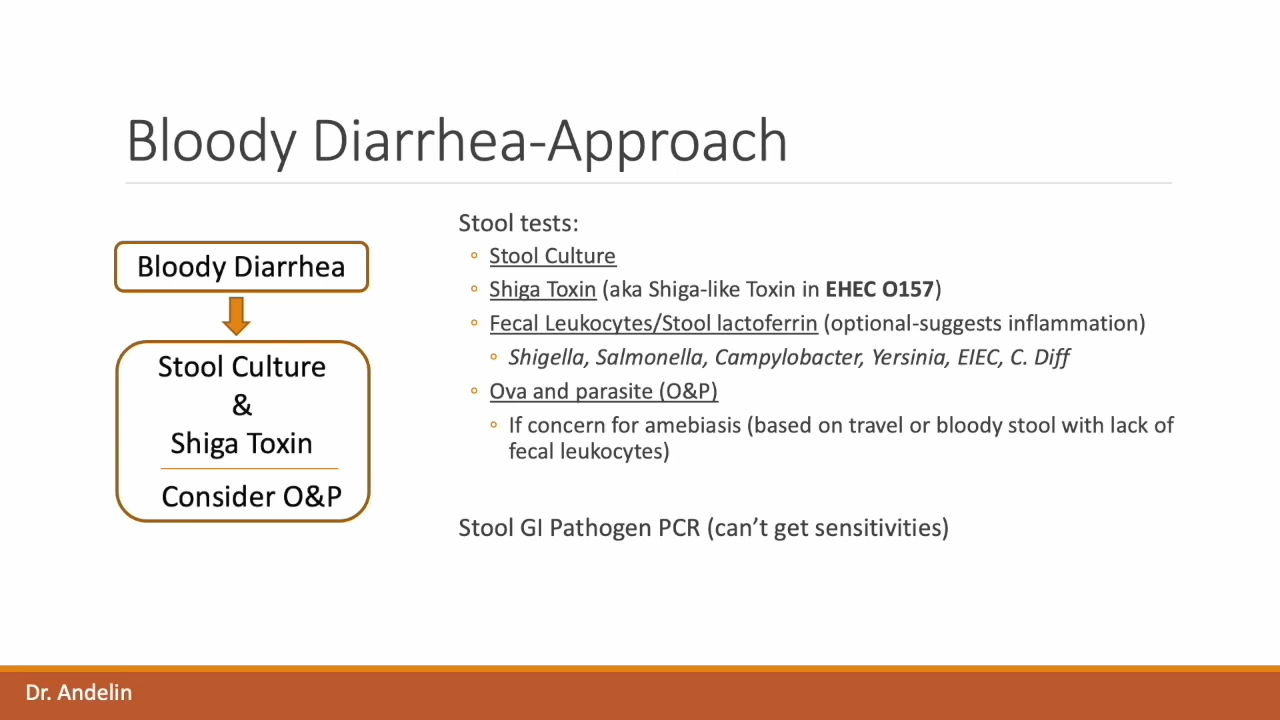 Bloody Diarrhea-Approach
Bloody Diarrhea
Stool Culture
&
Shiga Toxin
Consider O&P
Stool tests:
◦ Stool Culture
◦ Shiga Toxin (aka Shiga-like Toxin in EHEC O157)
◦ Fecal Leukocytes/Stool lactoferrin (optional-suggests inflammation)
◦ Shigella, Salmonella, Campylobacter, Yersinia, EIEC, C. Diff
◦ Ova and parasite (O&P)
◦ If concern for amebiasis (based on travel or bloody stool with lack of
fecal leukocytes)
Stool GI Pathogen PCR (can’t get sensitivities)
Dr. Andelin